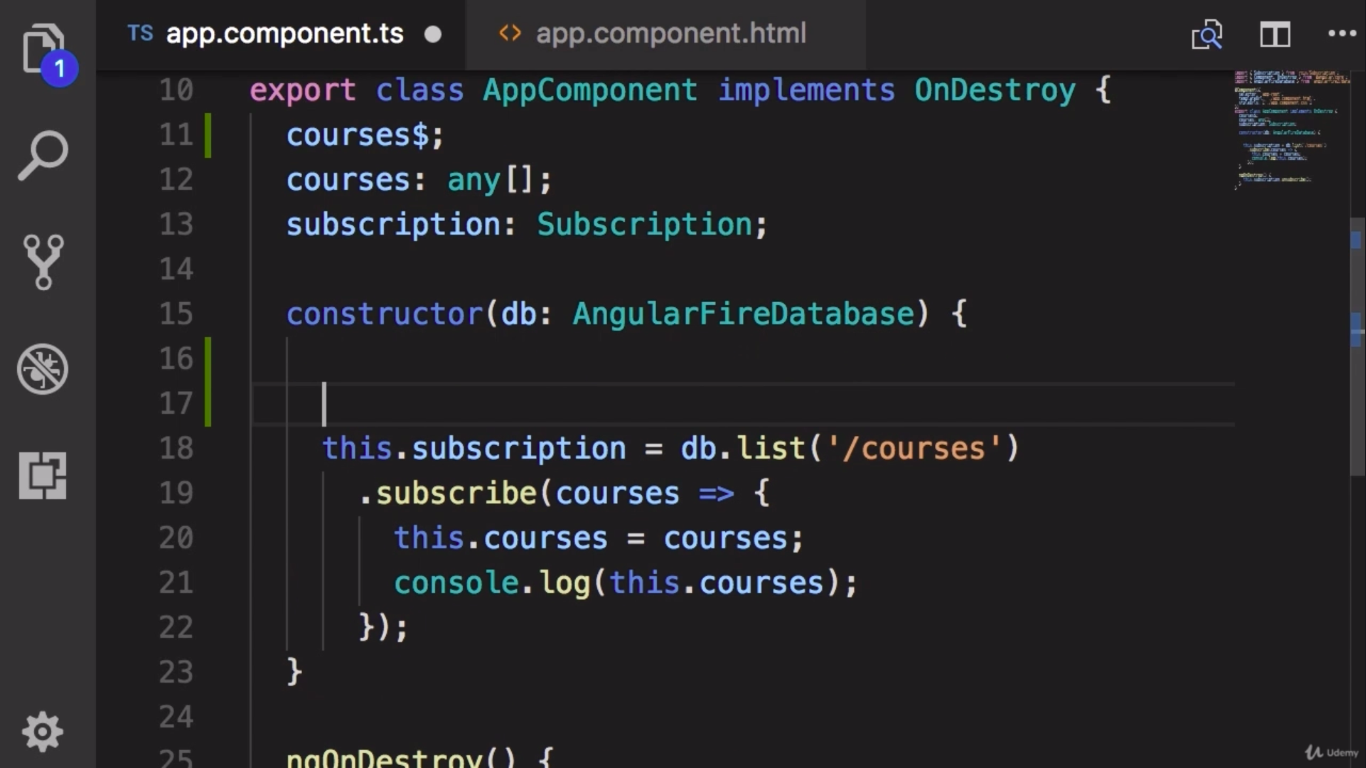 TS app.component.ts
<> app.component.html
1
10 export class AppComponent implements OnDestroy {
11 courses$;
12 courses: any[];
13 subscription: Subscription;
14
15 constructor(db: AngularFireDatabase) {
16
17
18 this.subscription = db.list('/courses')
19 .subscribe(courses => {
20 this.courses = courses;
21 console.log(this.courses);
22 });
23 }
24
25 ngOnDestroy() {
Udemy